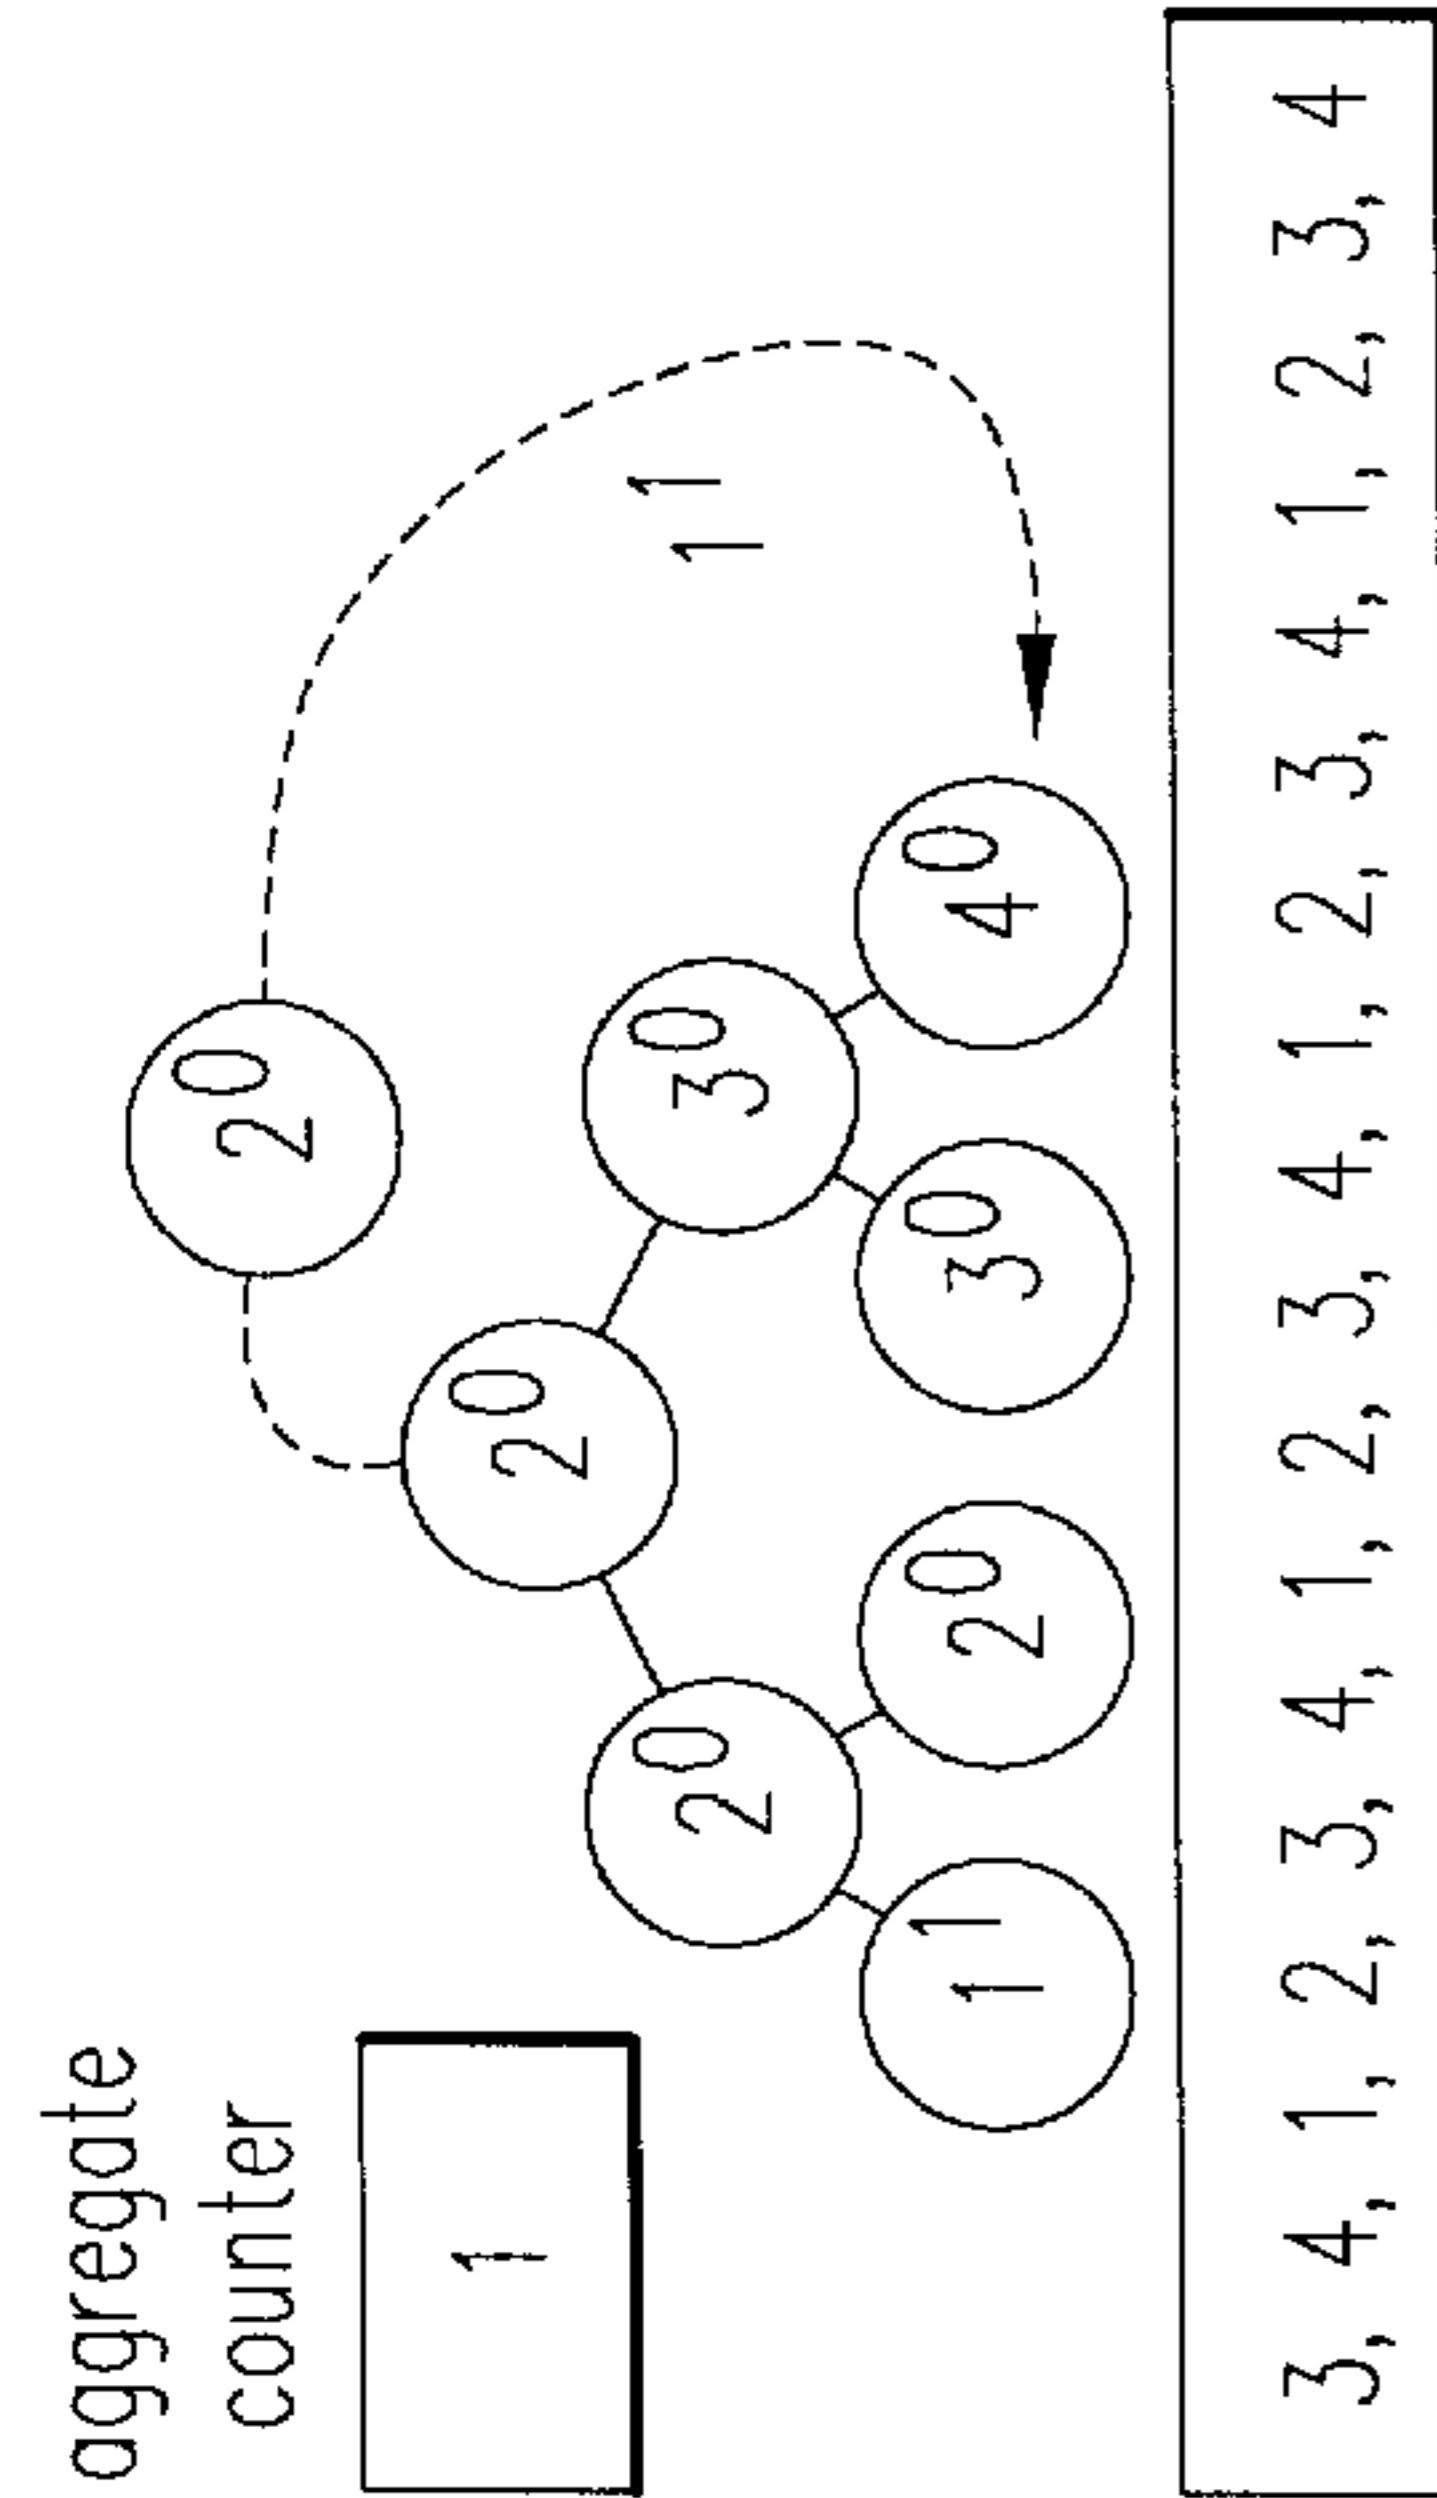 aggregate
counter
2⁰
1
2⁰
2⁰ 3⁰ 1¹
1¹ 2⁰ 3⁰ 4⁰
3, 4, 1, 2, 3, 4, 1, 2, 3, 4, 1, 2, 3, 4, 1, 2, 3, 4